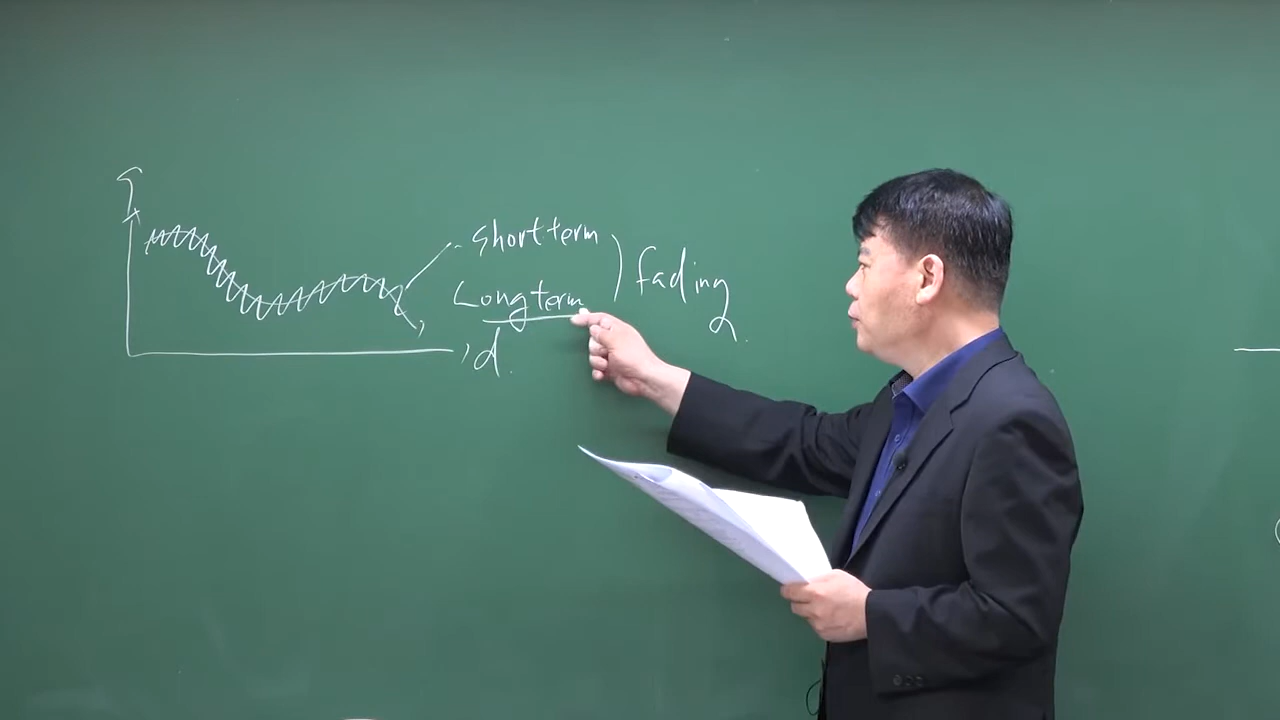 short term
Long term
fading
d